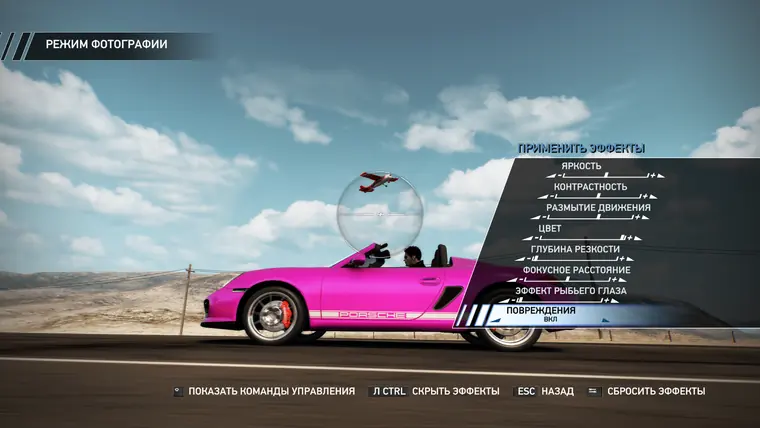 РЕЖИМ ФОТОГРАФИИ
ПРИМЕНИТЬ ЭФФЕКТЫ
ЯРКОСТЬ
КОНТРАСТНОСТЬ
РАЗМЫТИЕ ДВИЖЕНИЯ
ЦВЕТ
ГЛУБИНА РЕЗКОСТИ
ФОКУСНОЕ РАССТОЯНИЕ
ЭФФЕКТ РЫБЬЕГО ГЛАЗА
ПОВРЕЖДЕНИЯ
ВКЛ
PORSCHE
ПОКАЗАТЬ КОМАНДЫ УПРАВЛЕНИЯ Л CTRL СКРЫТЬ ЭФФЕКТЫ ESC НАЗАД СБРОСИТЬ ЭФФЕКТЫ